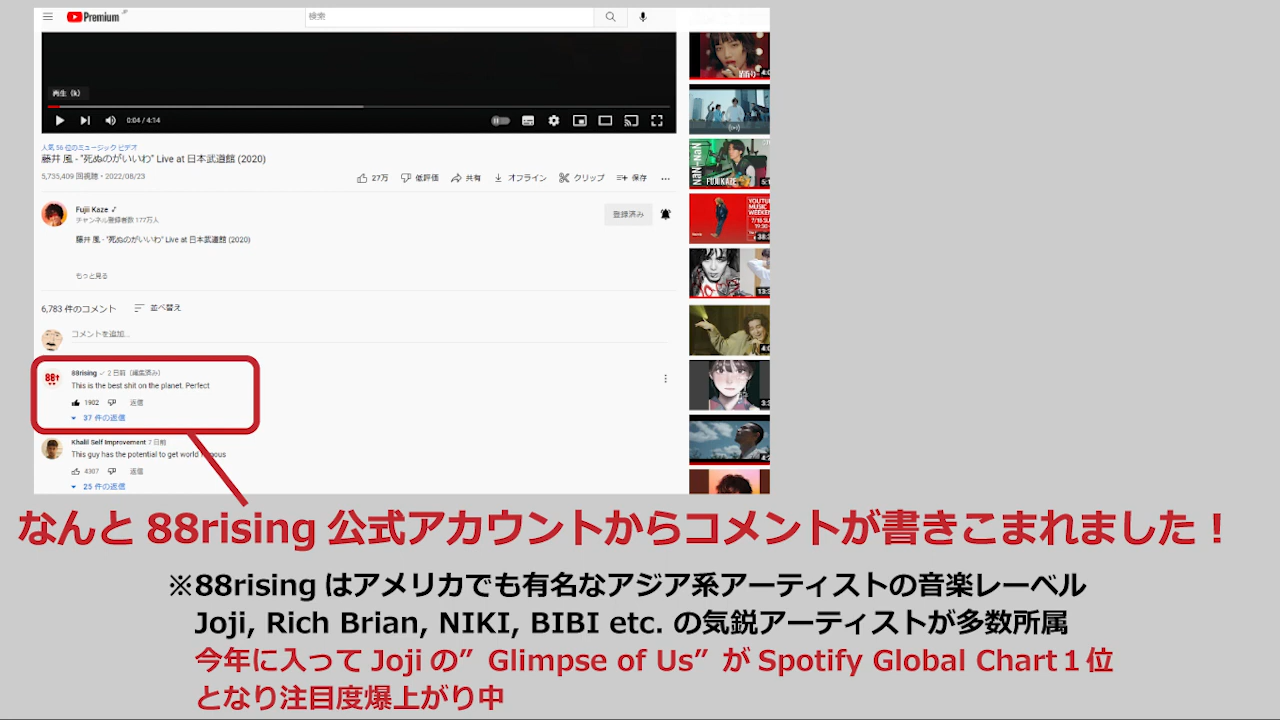 Premium JP
検索
再生 (k)
0:04 / 4:14
人気 56 位のミュージック ビデオ
藤井 風 - "死ぬのがいいわ" Live at 日本武道館 (2020)
5,735,409 回視聴・2022/08/23
27万 低評価 共有 オフライン クリップ 保存
Fujii Kaze
チャンネル登録者数 177万人
登録済み
藤井 風 - "死ぬのがいいわ" Live at 日本武道館 (2020)
もっと見る
6,783 件のコメント 並べ替え
コメントを追加...
88rising 2 日前 (編集済み)
This is the best shit on the planet. Perfect
1902 返信
37 件の返信
Khalil Self Improvement 7 日前
This guy has the potential to get world
4307 返信
25 件の返信
NAN-NAN
FUJII KAZE
MUSIC
WEEKEN
なんと 88rising 公式アカウントからコメントが書きこまれました！
※88rising はアメリカでも有名なアジア系アーティストの音楽レーベル
Joji, Rich Brian, NIKI, BIBI etc. の気鋭アーティストが多数所属
今年に入って Joji の”Glimpse of Us”が Spotify Global Chart１位
となり注目度爆上がり中